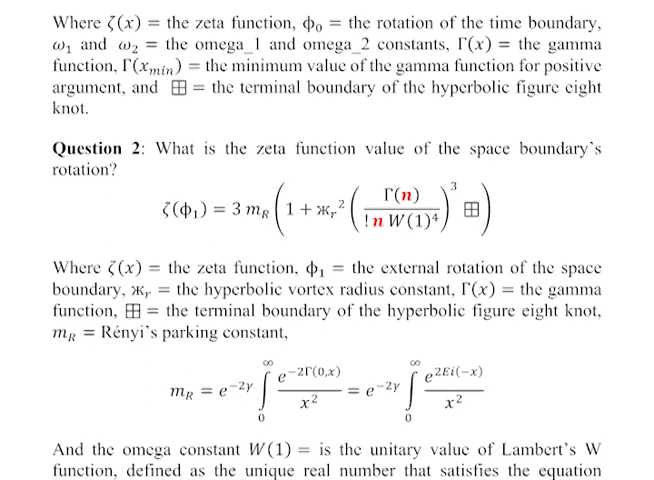 Where ζ(x) = the zeta function, ϕ₀ = the rotation of the time boundary,
ω₁ and ω₂ = the omega_1 and omega_2 constants, Γ(x) = the gamma
function, Γ(xₘᵢₙ) = the minimum value of the gamma function for positive
argument, and ⊞ = the terminal boundary of the hyperbolic figure eight
knot.
Question 2: What is the zeta function value of the space boundary's
rotation?
ζ(ϕ₁) = 3 m_R (1 + ж_r² (Γ(n) / !n W(1)⁴)³ ⊞)
Where ζ(x) = the zeta function, ϕ₁ = the external rotation of the space
boundary, ж_r = the hyperbolic vortex radius constant, Γ(x) = the gamma
function, ⊞ = the terminal boundary of the hyperbolic figure eight knot,
m_R = Rényi's parking constant,
m_R = e^(−2γ) ∫₀^∞ e^(−2Γ(0,x)) / x² = e^(−2γ) ∫₀^∞ e^(2Ei(−x)) / x²
And the omega constant W(1) = is the unitary value of Lambert's W
function, defined as the unique real number that satisfies the equation